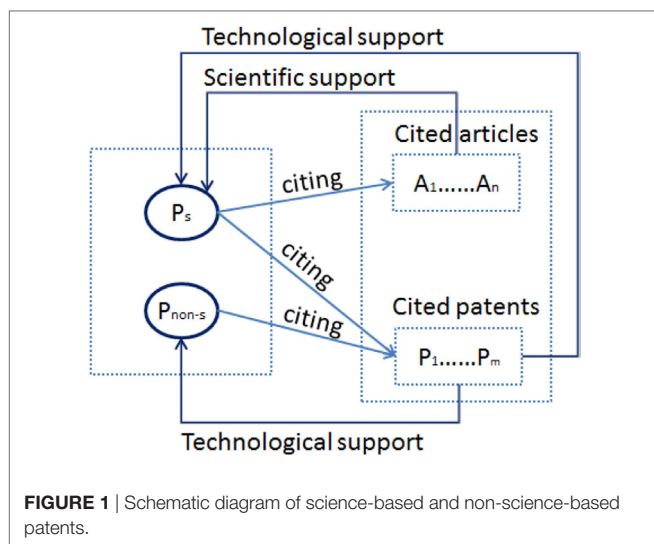 Technological support
Scientific support
Cited articles
citing
A₁......Aₙ
Pₛ
citing
Cited patents
Pₙₒₙ₋ₛ
citing
P₁......Pₘ
Technological support
FIGURE 1 | Schematic diagram of science-based and non-science-based
patents.